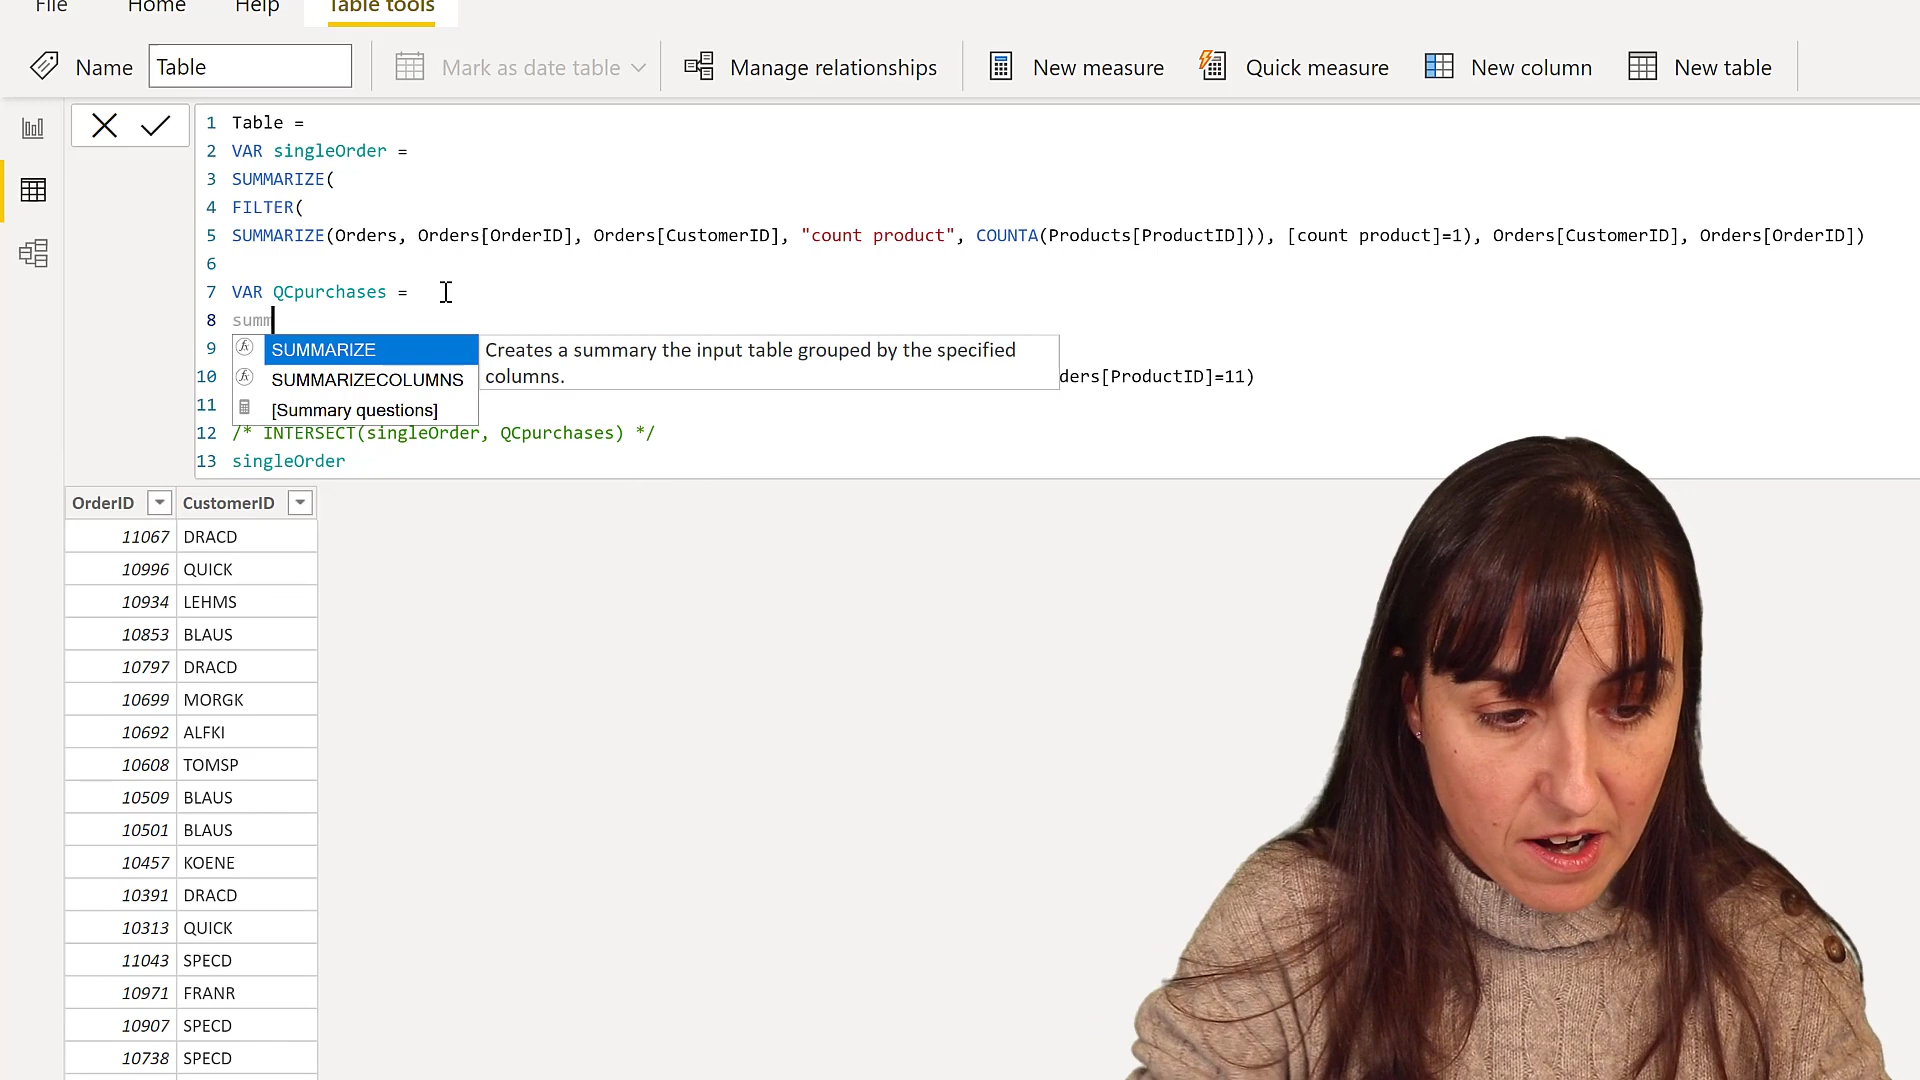 File Home Help Table tools
Name Table Mark as date table Manage relationships New measure Quick measure New column New table
1 Table =
2 VAR singleOrder =
3 SUMMARIZE(
4 FILTER(
5 SUMMARIZE(Orders, Orders[OrderID], Orders[CustomerID], "count product", COUNTA(Products[ProductID])), [count product]=1), Orders[CustomerID], Orders[OrderID])
6
7 VAR QCpurchases =
8 summ
9 SUMMARIZE Creates a summary the input table grouped by the specified
SUMMARIZECOLUMNS columns.
10 ders[ProductID]=11)
11 [Summary questions]
12 /* INTERSECT(singleOrder, QCpurchases) */
13 singleOrder
OrderID CustomerID
11067 DRACD
10996 QUICK
10934 LEHMS
10853 BLAUS
10797 DRACD
10699 MORGK
10692 ALFKI
10608 TOMSP
10509 BLAUS
10501 BLAUS
10457 KOENE
10391 DRACD
10313 QUICK
11043 SPECD
10971 FRANR
10907 SPECD
10738 SPECD